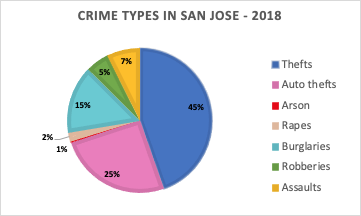 CRIME TYPES IN SAN JOSE - 2018
7%
5%
45%
15%
2%
1%
25%
Thefts
Auto thefts
Arson
Rapes
Burglaries
Robberies
Assaults